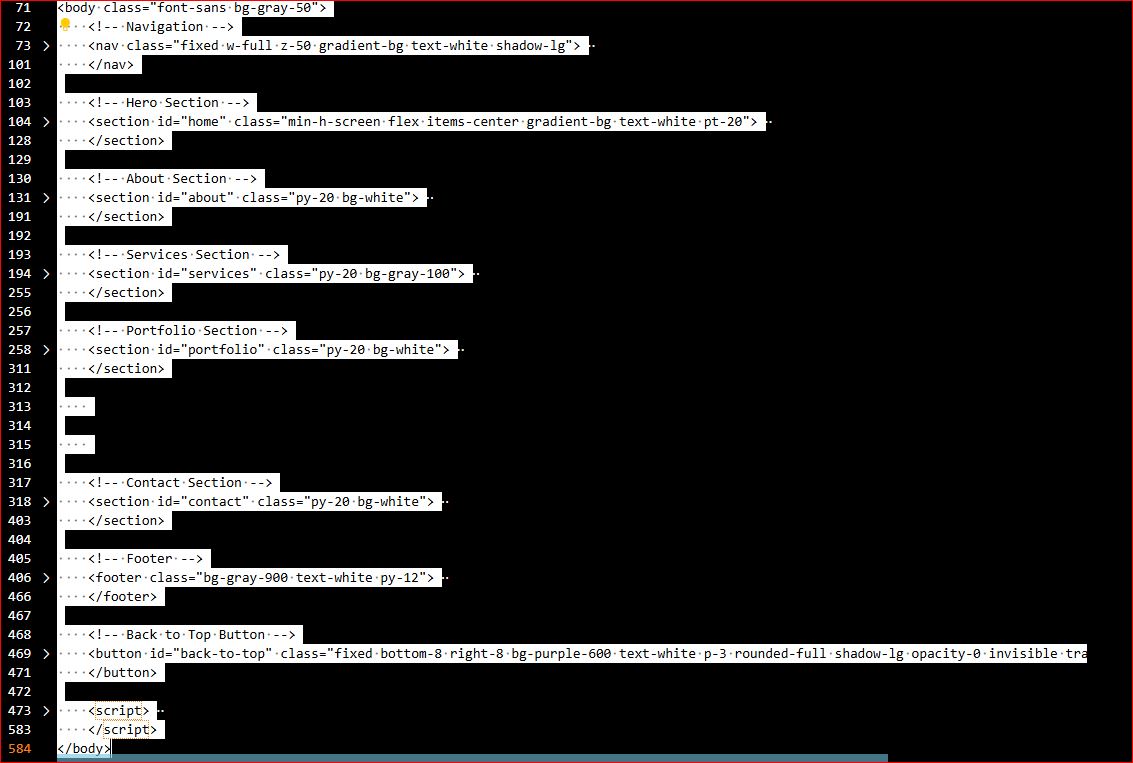 71 <body class="font-sans bg-gray-50">
72 ····<!--·Navigation·-->
73 > ····<nav·class="fixed·w-full·z-50·gradient-bg·text-white·shadow-lg">··
101 ····</nav>
102
103 ····<!--·Hero·Section·-->
104 > ····<section·id="home"·class="min-h-screen·flex·items-center·gradient-bg·text-white·pt-20">··
128 ····</section>
129
130 ····<!--·About·Section·-->
131 > ····<section·id="about"·class="py-20·bg-white">··
191 ····</section>
192
193 ····<!--·Services·Section·-->
194 > ····<section·id="services"·class="py-20·bg-gray-100">··
255 ····</section>
256
257 ····<!--·Portfolio·Section·-->
258 > ····<section·id="portfolio"·class="py-20·bg-white">··
311 ····</section>
312
313 ····
314
315 ····
316
317 ····<!--·Contact·Section·-->
318 > ····<section·id="contact"·class="py-20·bg-white">··
403 ····</section>
404
405 ····<!--·Footer·-->
406 > ····<footer·class="bg-gray-900·text-white·py-12">··
466 ····</footer>
467
468 ····<!--·Back·to·Top·Button·-->
469 > ····<button·id="back-to-top"·class="fixed·bottom-8·right-8·bg-purple-600·text-white·p-3·rounded-full·shadow-lg·opacity-0·invisible·tra
471 ····</button>
472
473 > ····<script>··
583 ····</script>
584 </body>